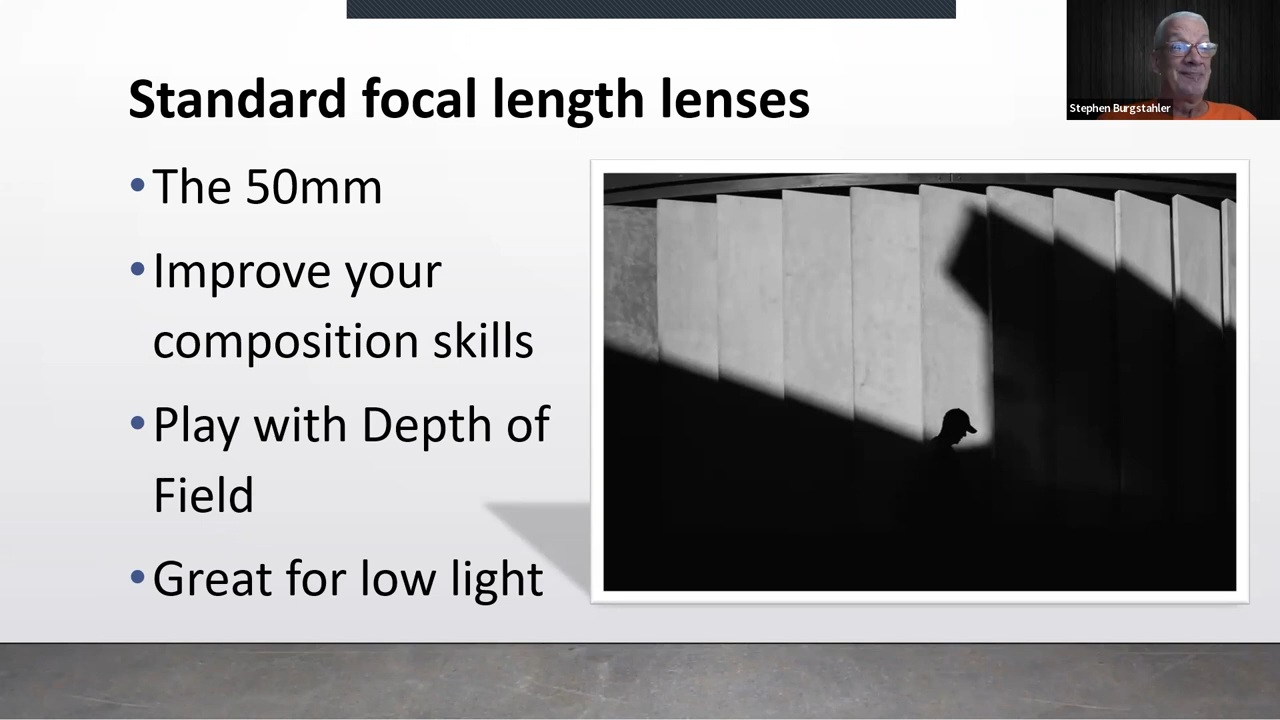 Standard focal length lenses
Stephen Burgstahler
•The 50mm
•Improve your
composition skills
•Play with Depth of
Field
•Great for low light